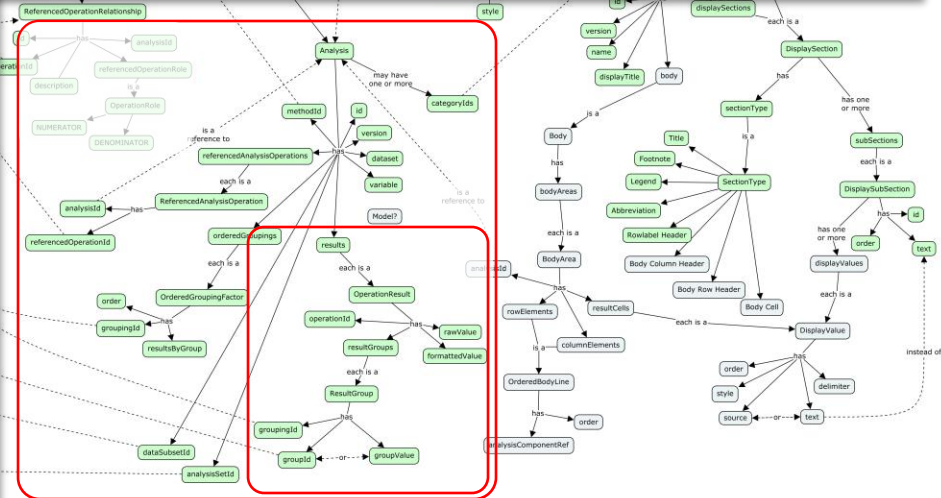 ReferencedOperationRelationship
id
has
analysisId
referencedOperationRole
description
is a
OperationRole
NUMERATOR
DENOMINATOR
style
Analysis
may have
one or more
categoryIds
methodId
id
version
has
dataset
variable
is a
reference to
referencedAnalysisOperations
each is a
ReferencedAnalysisOperation
analysisId
has
referencedOperationId
Model?
is a
reference to
orderedGroupings
each is a
OrderedGroupingFactor
order
has
groupingId
resultsByGroup
results
each is a
OperationResult
operationId
has
rawValue
formattedValue
resultGroups
each is a
ResultGroup
has
groupingId
groupId
or
groupValue
dataSubsetId
analysisSetId
id
version
name
displayTitle
body
is a
Body
has
bodyAreas
each is a
BodyArea
analysisId
has
rowElements
resultCells
is a
columnElements
OrderedBodyLine
has
order
analysisComponentRef
each is a
displaySections
each is a
DisplaySection
has
sectionType
is a
has one
or more
subSections
each is a
Title
Footnote
Legend
SectionType
Abbreviation
Rowlabel Header
Body Column Header
Body Row Header
Body Cell
DisplaySubSection
has
id
has one
or more
order
text
displayValues
each is a
DisplayValue
has
order
style
delimiter
source
or
text
instead of